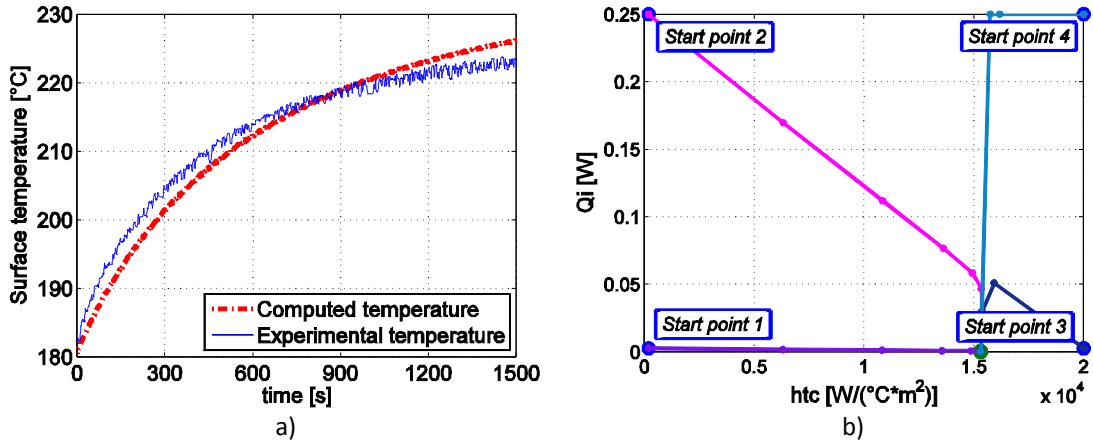 230
220
210
200
190
180
Surface temperature [°C]
Computed temperature
Experimental temperature
0
300
600
900
1200
1500
time [s]
a)
0.25
0.2
0.15
0.1
0.05
0
Qi [W]
Start point 2
Start point 4
Start point 1
Start point 3
0
0.5
1
1.5
2
x 10⁴
htc [W/(°C*m²)]
b)